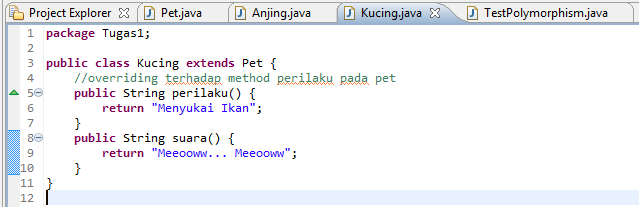 Project Explorer Pet.java Anjing.java Kucing.java TestPolymorphism.java
1 package Tugas1;
2
3 public class Kucing extends Pet {
4 //overriding terhadap method perilaku pada pet
5 public String perilaku() {
6 return "Menyukai Ikan";
7 }
8 public String suara() {
9 return "Meeooww... Meeooww";
10 }
11 }
12